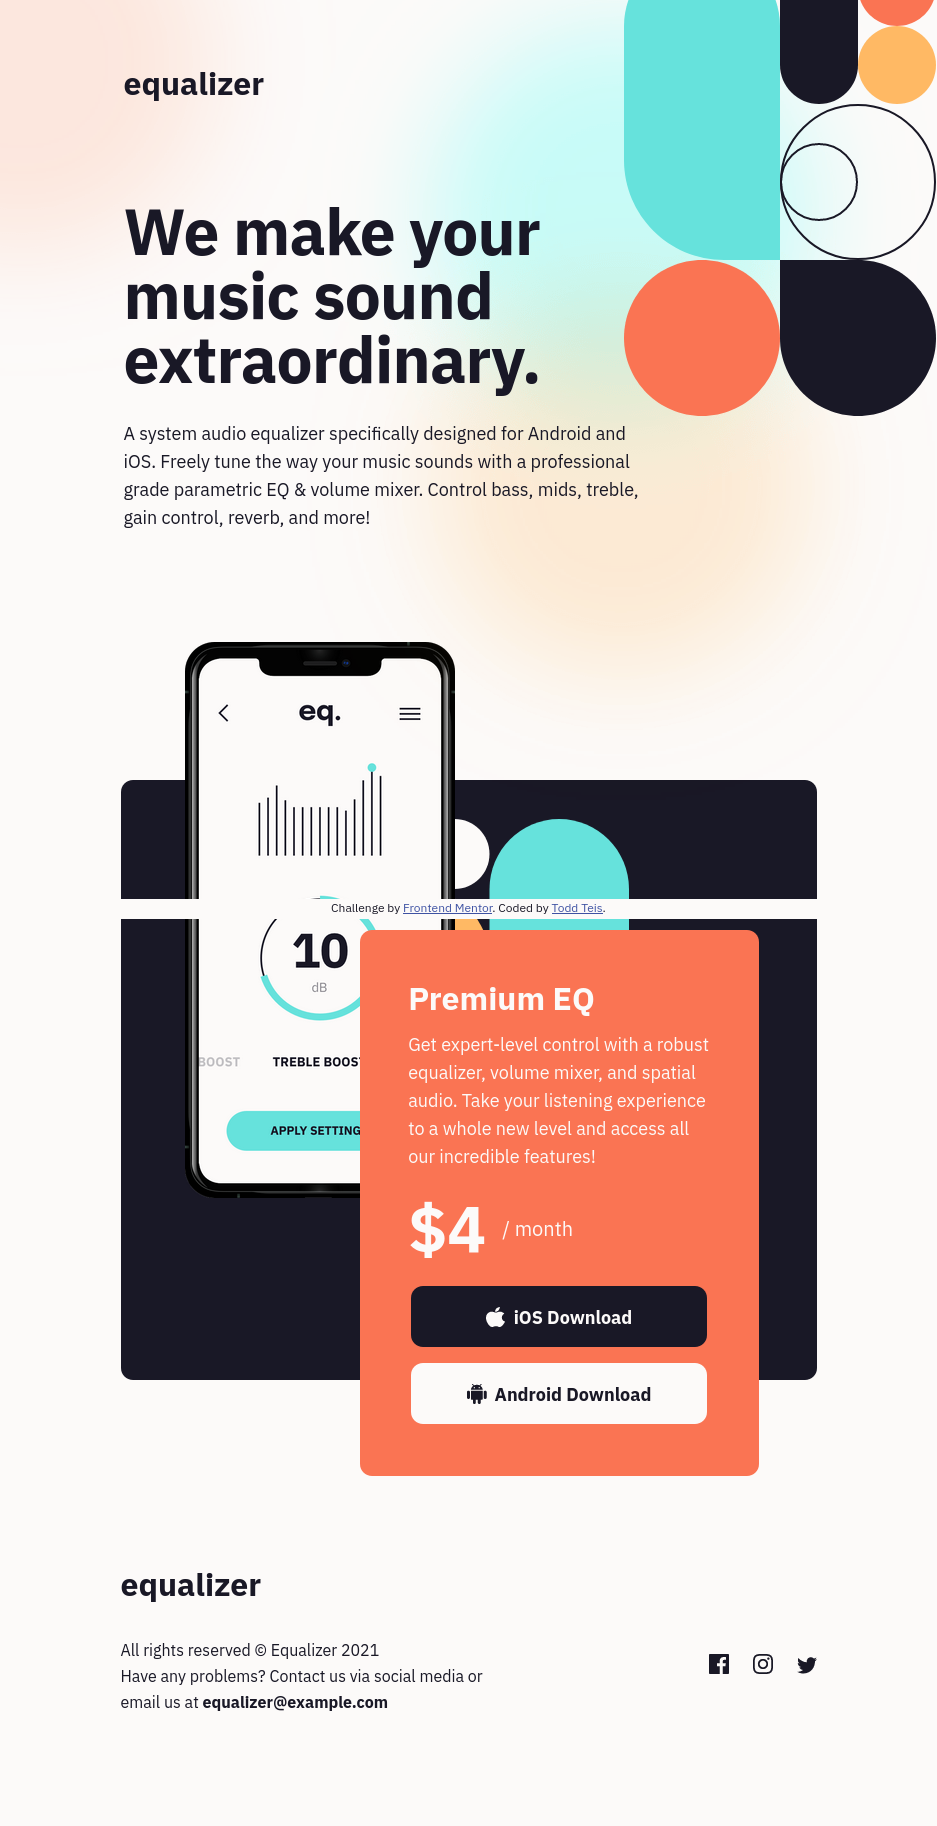 equalizer
We make your
music sound
extraordinary.
A system audio equalizer specifically designed for Android and
iOS. Freely tune the way your music sounds with a professional
grade parametric EQ & volume mixer. Control bass, mids, treble,
gain control, reverb, and more!
eq.
Challenge by Frontend Mentor. Coded by Todd Teis.
10
dB
BOOST TREBLE BOOST
APPLY SETTING
Premium EQ
Get expert-level control with a robust
equalizer, volume mixer, and spatial
audio. Take your listening experience
to a whole new level and access all
our incredible features!
$4 / month
iOS Download
Android Download
equalizer
All rights reserved © Equalizer 2021
Have any problems? Contact us via social media or
email us at equalizer@example.com